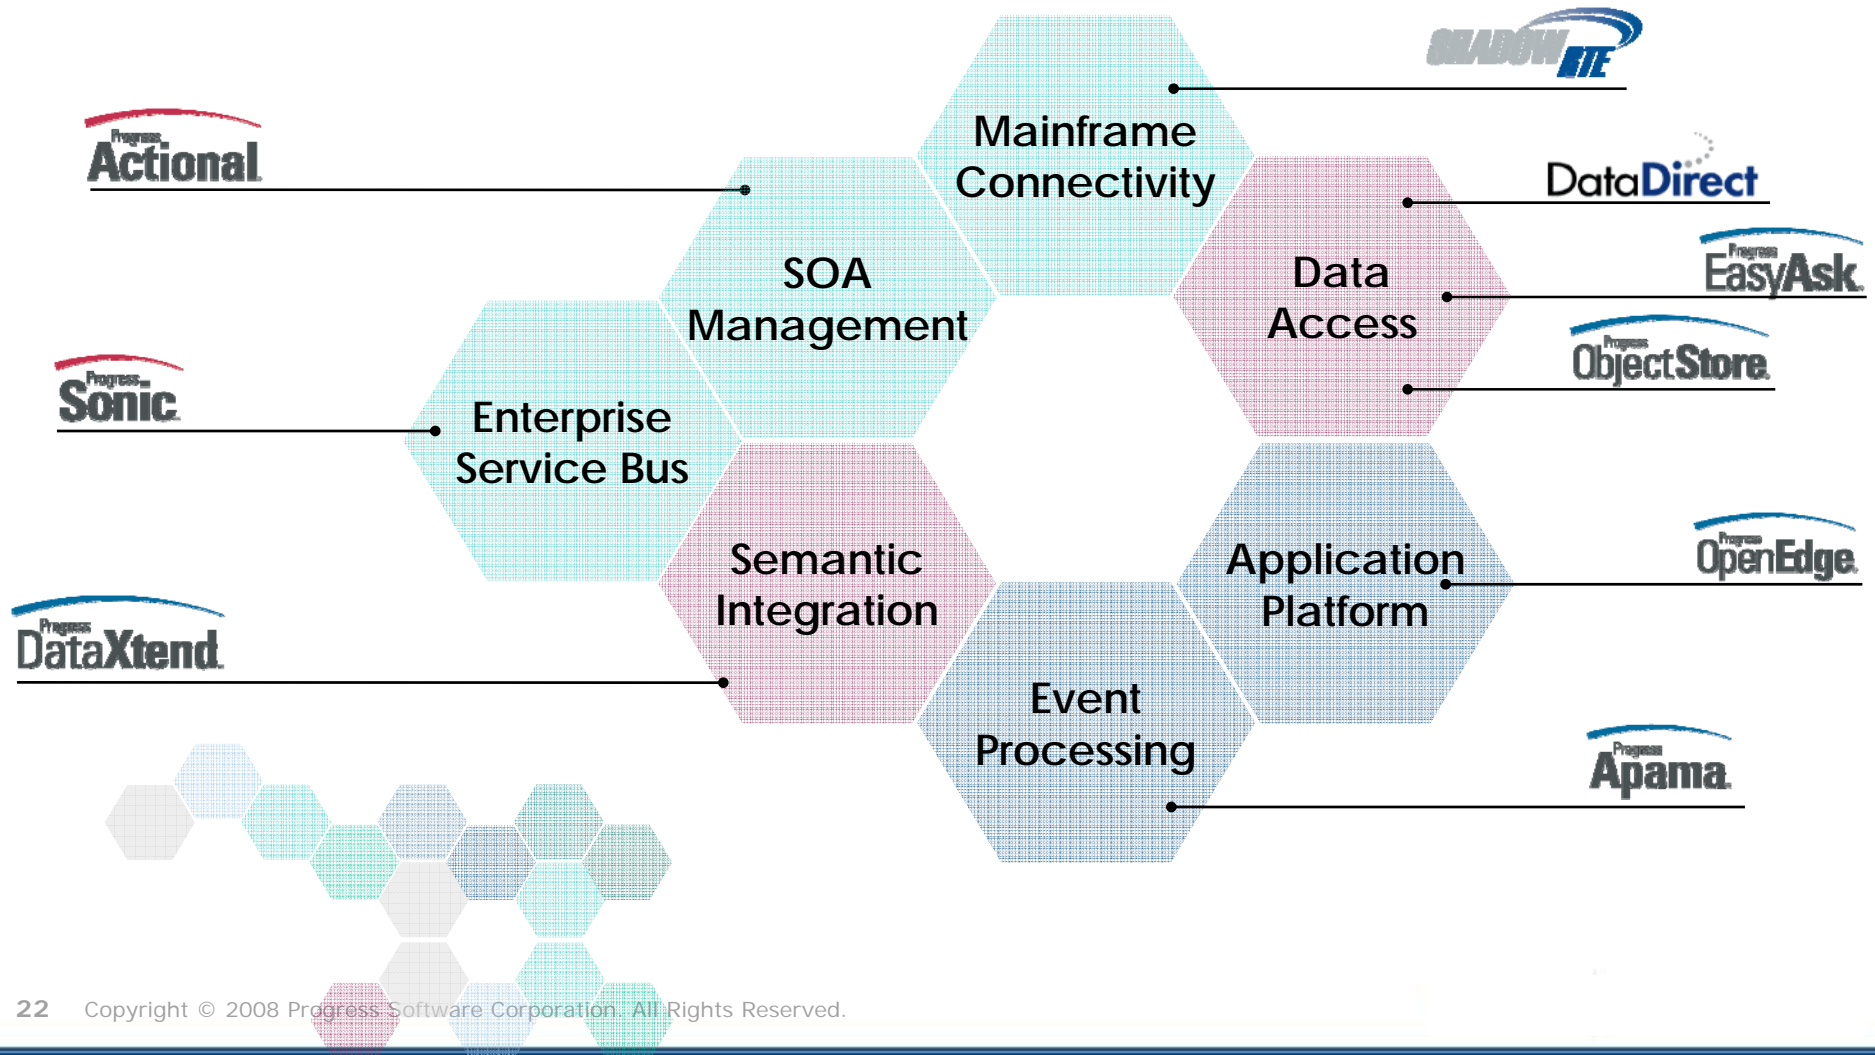 SHADOW
RTE
Mainframe
Connectivity
Progress
Actional
DataDirect
SOA
Management
Data
Access
Progress
EasyAsk
Progress
ObjectStore
Progress
Sonic
Enterprise
Service Bus
Semantic
Integration
Application
Platform
Progress
OpenEdge
Progress
DataXtend
Event
Processing
Progress
Apama
22 Copyright © 2008 Progress Software Corporation. All Rights Reserved.